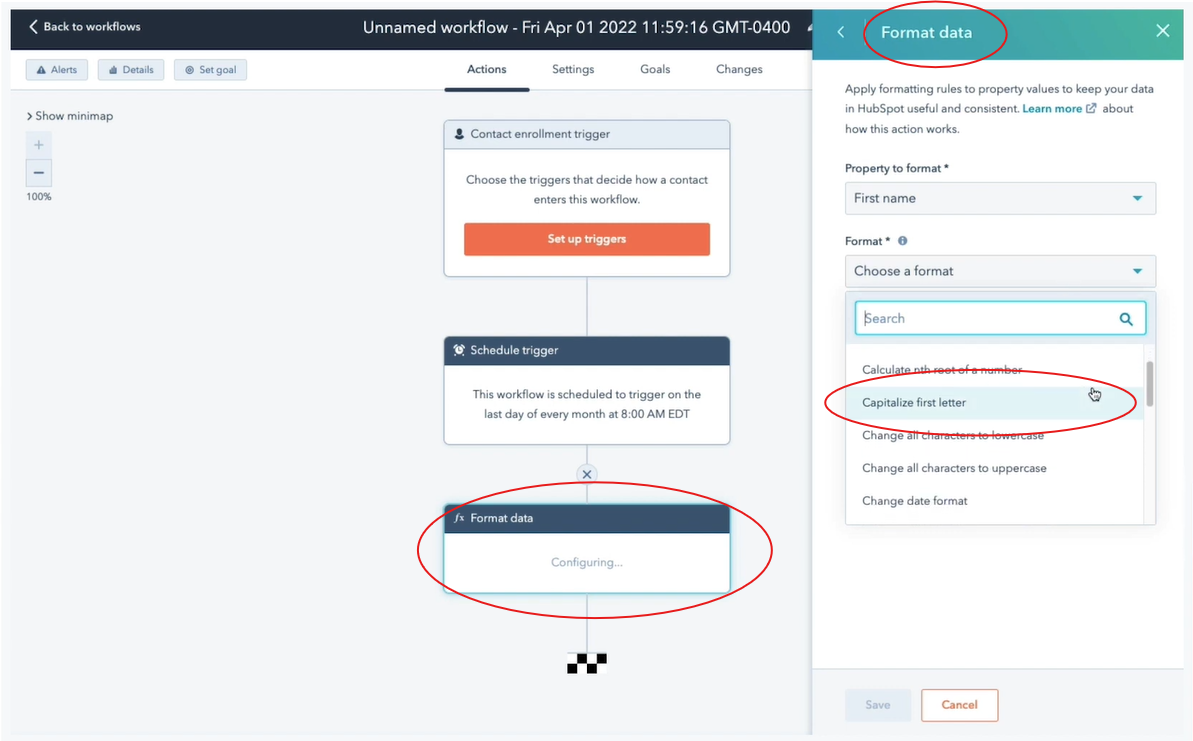 Back to workflows
Unnamed workflow - Fri Apr 01 2022 11:59:16 GMT-0400
Format data
Alerts
Details
Set goal
Actions
Settings
Goals
Changes
Show minimap
+
−
100%
Contact enrollment trigger
Choose the triggers that decide how a contact
enters this workflow.
Set up triggers
Schedule trigger
This workflow is scheduled to trigger on the
last day of every month at 8:00 AM EDT
fx Format data
Configuring...
Apply formatting rules to property values to keep your data
in HubSpot useful and consistent. Learn more about
how this action works.
Property to format *
First name
Format *
Choose a format
Search
Calculate nth root of a number
Capitalize first letter
Change all characters to lowercase
Change all characters to uppercase
Change date format
Save
Cancel